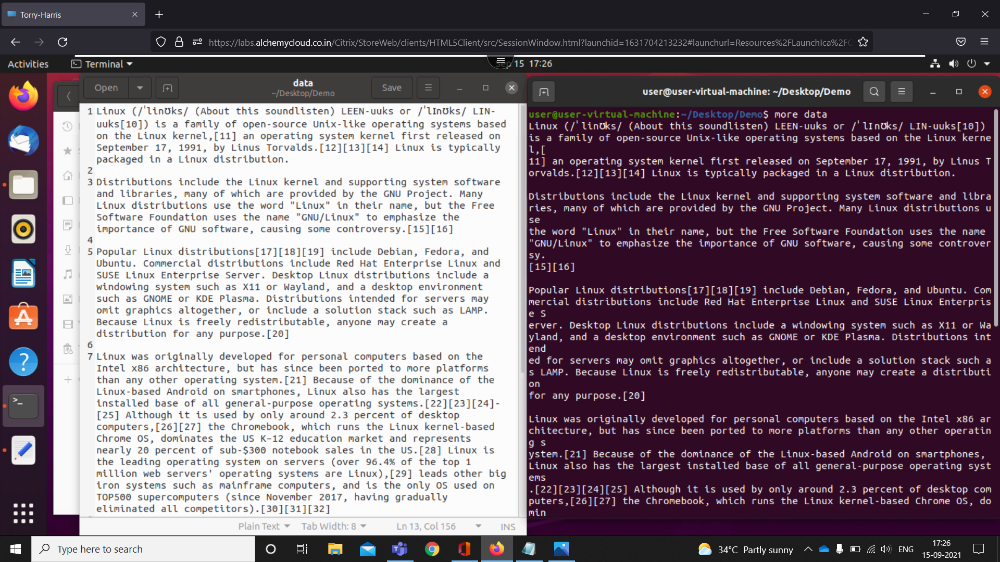 Torry-Harris
https://labs.alchemycloud.co.in/Citrix/StoreWeb/clients/HTML5Client/src/SessionWindow.html?launchid=1631704213232#launchurl=Resources%2FLaunchIca%2FC
Activities
Terminal
Sep 15 17:26
Open
data
~/Desktop/Demo
Save
1 Linux (/ˈlinʊks/ (About this soundlisten) LEEN-uuks or /ˈlɪnʊks/ LIN-
uuks[10]) is a family of open-source Unix-like operating systems based
on the Linux kernel,[11] an operating system kernel first released on
September 17, 1991, by Linus Torvalds.[12][13][14] Linux is typically
packaged in a Linux distribution.
2
3 Distributions include the Linux kernel and supporting system software
and libraries, many of which are provided by the GNU Project. Many
Linux distributions use the word "Linux" in their name, but the Free
Software Foundation uses the name "GNU/Linux" to emphasize the
importance of GNU software, causing some controversy.[15][16]
4
5 Popular Linux distributions[17][18][19] include Debian, Fedora, and
Ubuntu. Commercial distributions include Red Hat Enterprise Linux and
SUSE Linux Enterprise Server. Desktop Linux distributions include a
windowing system such as X11 or Wayland, and a desktop environment
such as GNOME or KDE Plasma. Distributions intended for servers may
omit graphics altogether, or include a solution stack such as LAMP.
Because Linux is freely redistributable, anyone may create a
distribution for any purpose.[20]
6
7 Linux was originally developed for personal computers based on the
Intel x86 architecture, but has since been ported to more platforms
than any other operating system.[21] Because of the dominance of the
Linux-based Android on smartphones, Linux also has the largest
installed base of all general-purpose operating systems.[22][23][24]-
[25] Although it is used by only around 2.3 percent of desktop
computers,[26][27] the Chromebook, which runs the Linux kernel-based
Chrome OS, dominates the US K–12 education market and represents
nearly 20 percent of sub-$300 notebook sales in the US.[28] Linux is
the leading operating system on servers (over 96.4% of the top 1
million web servers' operating systems are Linux),[29] leads other big
iron systems such as mainframe computers, and is the only OS used on
TOP500 supercomputers (since November 2017, having gradually
eliminated all competitors).[30][31][32]
Plain Text
Tab Width: 8
Ln 13, Col 156
INS
user@user-virtual-machine: ~/Desktop/Demo
user@user-virtual-machine:~/Desktop/Demo$ more data
Linux (/ˈlinʊks/ (About this soundlisten) LEEN-uuks or /ˈlɪnʊks/ LIN-uuks[10])
is a family of open-source Unix-like operating systems based on the Linux kerne
l,[
11] an operating system kernel first released on September 17, 1991, by Linus T
orvalds.[12][13][14] Linux is typically packaged in a Linux distribution.
Distributions include the Linux kernel and supporting system software and libra
ries, many of which are provided by the GNU Project. Many Linux distributions u
se
the word "Linux" in their name, but the Free Software Foundation uses the name
"GNU/Linux" to emphasize the importance of GNU software, causing some controver
sy.
[15][16]
Popular Linux distributions[17][18][19] include Debian, Fedora, and Ubuntu. Com
mercial distributions include Red Hat Enterprise Linux and SUSE Linux Enterpris
e S
erver. Desktop Linux distributions include a windowing system such as X11 or Wa
yland, and a desktop environment such as GNOME or KDE Plasma. Distributions int
end
ed for servers may omit graphics altogether, or include a solution stack such a
s LAMP. Because Linux is freely redistributable, anyone may create a distributi
on
for any purpose.[20]
Linux was originally developed for personal computers based on the Intel x86 ar
chitecture, but has since been ported to more platforms than any other operatin
g s
ystem.[21] Because of the dominance of the Linux-based Android on smartphones,
Linux also has the largest installed base of all general-purpose operating syst
ems
.[22][23][24][25] Although it is used by only around 2.3 percent of desktop com
puters,[26][27] the Chromebook, which runs the Linux kernel-based Chrome OS, do
min
Type here to search
34°C Partly sunny
ENG
17:26
15-09-2021